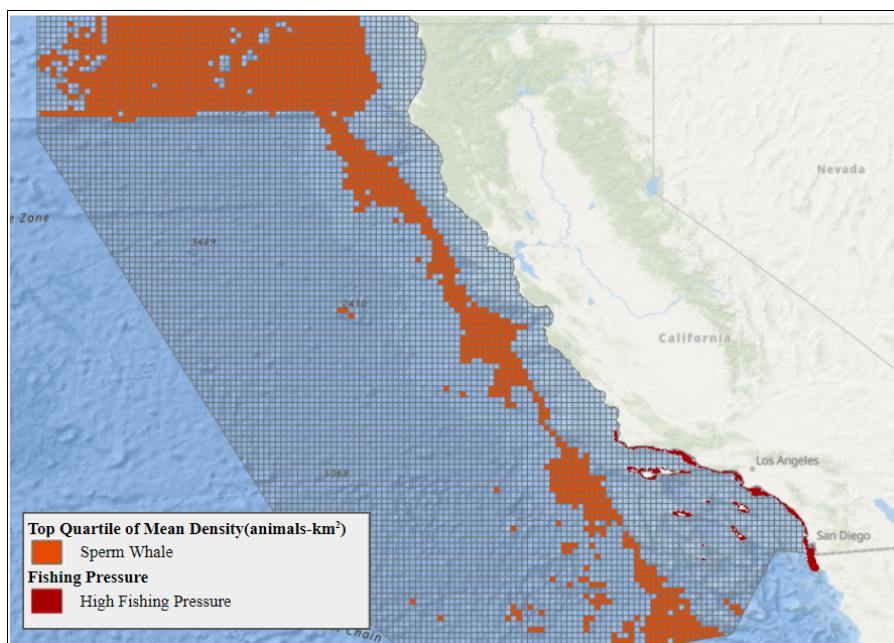 Nevada
e Zone
3489
2410
California
5068
Los Angeles
San Diego
Top Quartile of Mean Density(animals-km²)
Sperm Whale
Fishing Pressure
High Fishing Pressure
Chain